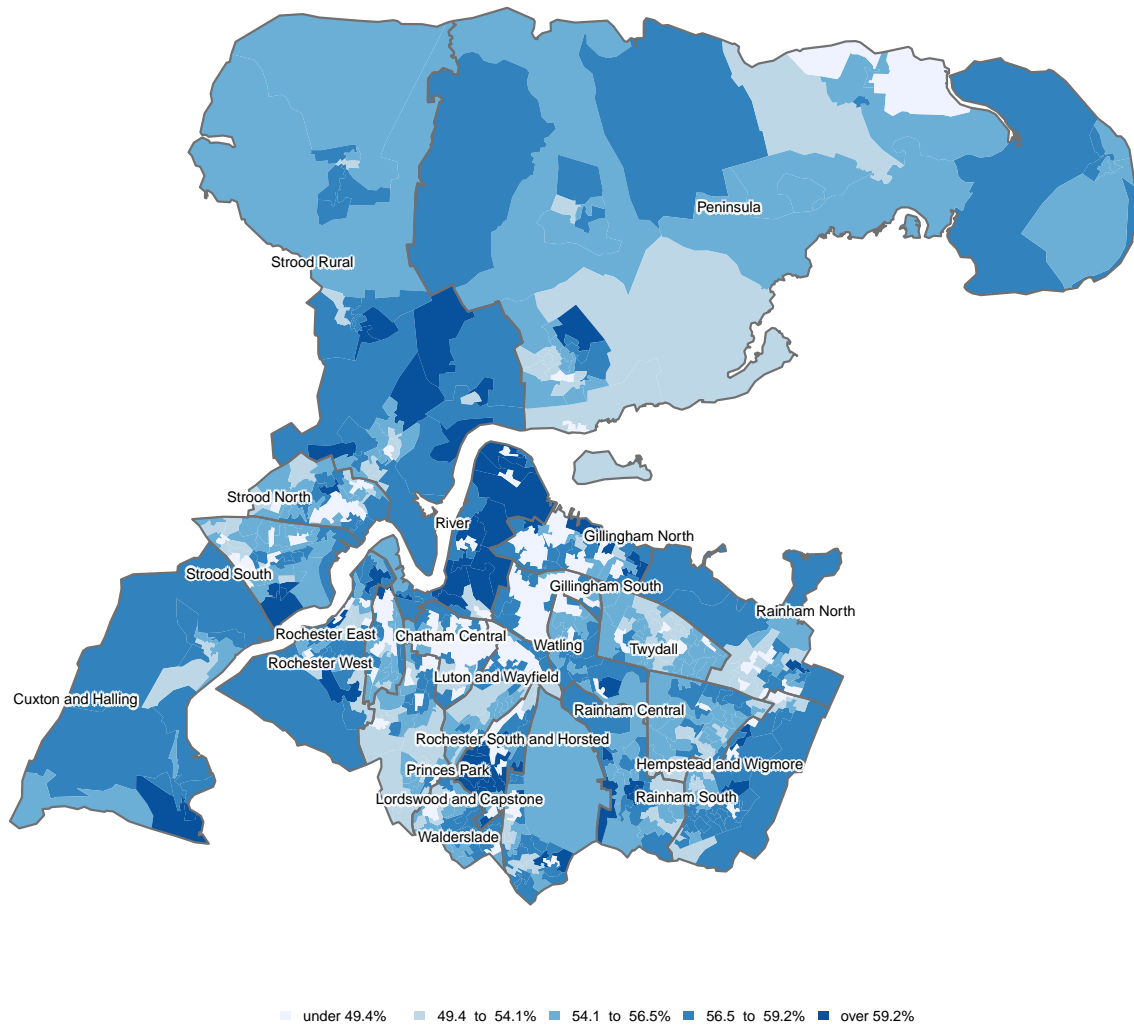 Peninsula
Strood Rural
Strood North
River
Gillingham North
Strood South
Gillingham South
Rainham North
Rochester East
Chatham Central
Watling
Twydall
Rochester West
Luton and Wayfield
Cuxton and Halling
Rainham Central
Rochester South and Horsted
Hempstead and Wigmore
Princes Park
Lordswood and Capstone
Rainham South
Walderslade
under 49.4% 49.4 to 54.1% 54.1 to 56.5% 56.5 to 59.2% over 59.2%